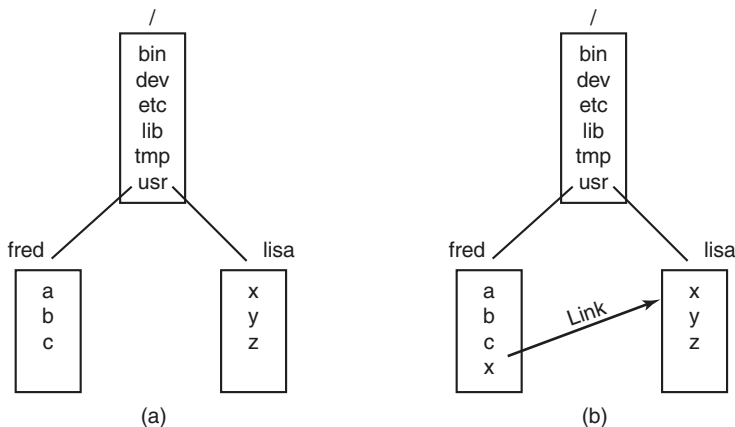 /
bin
dev
etc
lib
tmp
usr
fred
lisa
a
b
c
x
y
z
(a)
/
bin
dev
etc
lib
tmp
usr
fred
lisa
a
b
c
x
Link
x
y
z
(b)